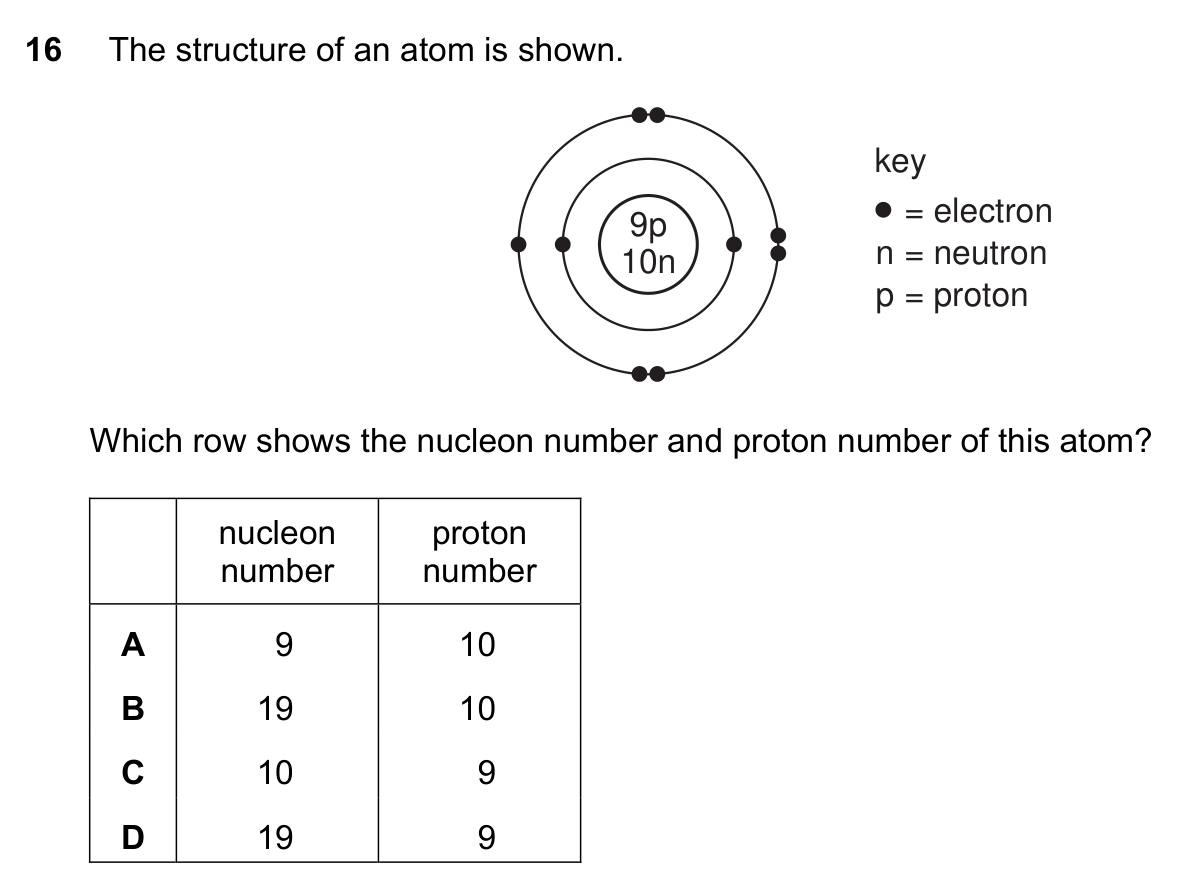 16 The structure of an atom is shown.
9p
10n
key
● = electron
n = neutron
p = proton
Which row shows the nucleon number and proton number of this atom?
nucleon number proton number
A 9 10
B 19 10
C 10 9
D 19 9